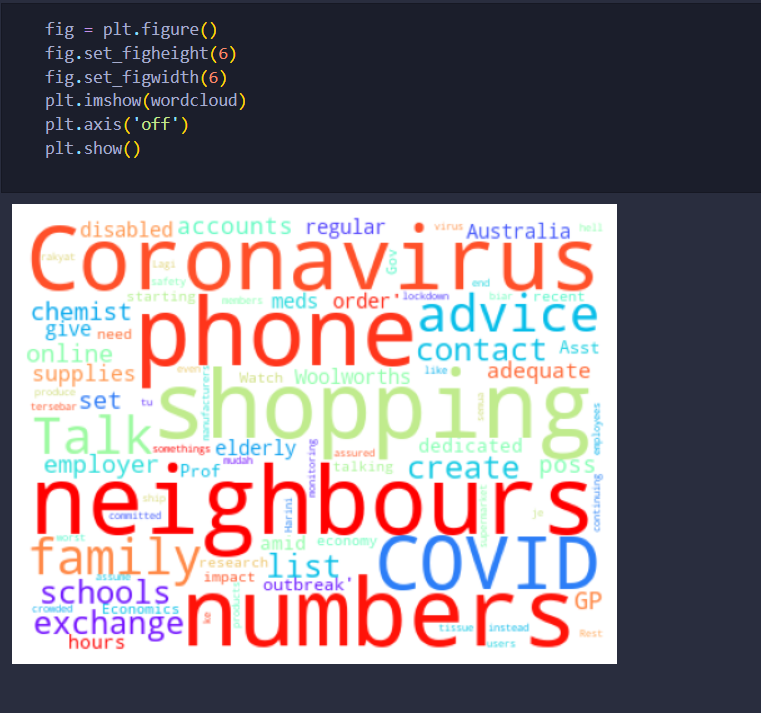 fig = plt.figure()
fig.set_figheight(6)
fig.set_figwidth(6)
plt.imshow(wordcloud)
plt.axis('off')
plt.show()
disabled accounts regular virus Australia hell
Coronavirus
rakyat Lagi Gov
safety end
starting members meds order' lockdown biar recent
chemist phone advice
give need
online contact Asst
supplies even Watch Woolworths like adequate
produce
tersebar set tu shopping
manufacturers semua employees
Talk somethings elderly assured dedicated
mudah monitoring
employer Prof talking create poss
neighbours
ship supermarket continuing
committed Harini je
worst amid economy
family research list COVID
assume impact outbreak'
schools products
crowded Economics numbers GP
exchange ke tissue instead Rest
hours users